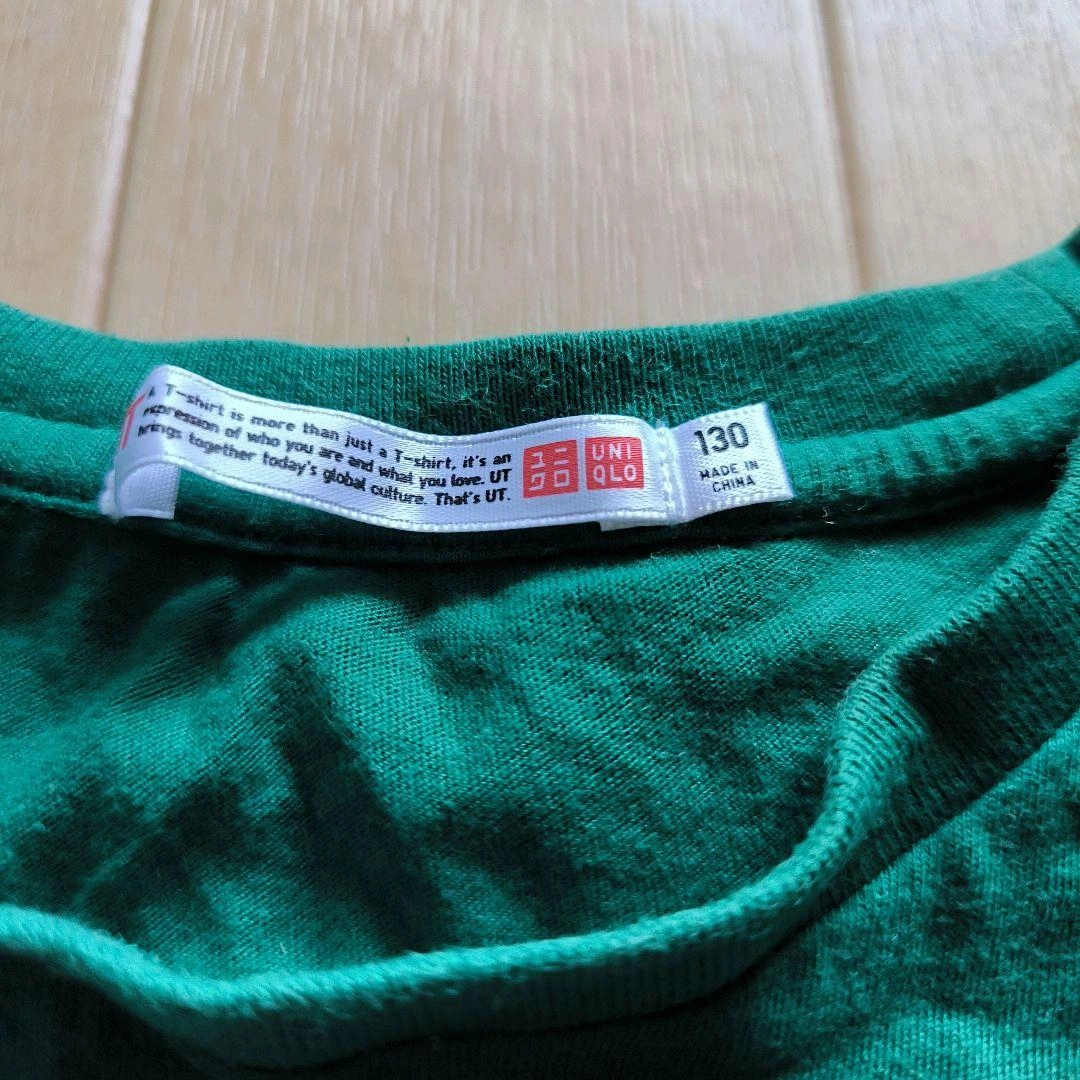 A T-shirt is more than just a T-shirt, it's an
expression of who you are and what you love. UT
brings together today's global culture. That's UT.
ユニ
クロ
UNI
QLO
130
MADE IN
CHINA